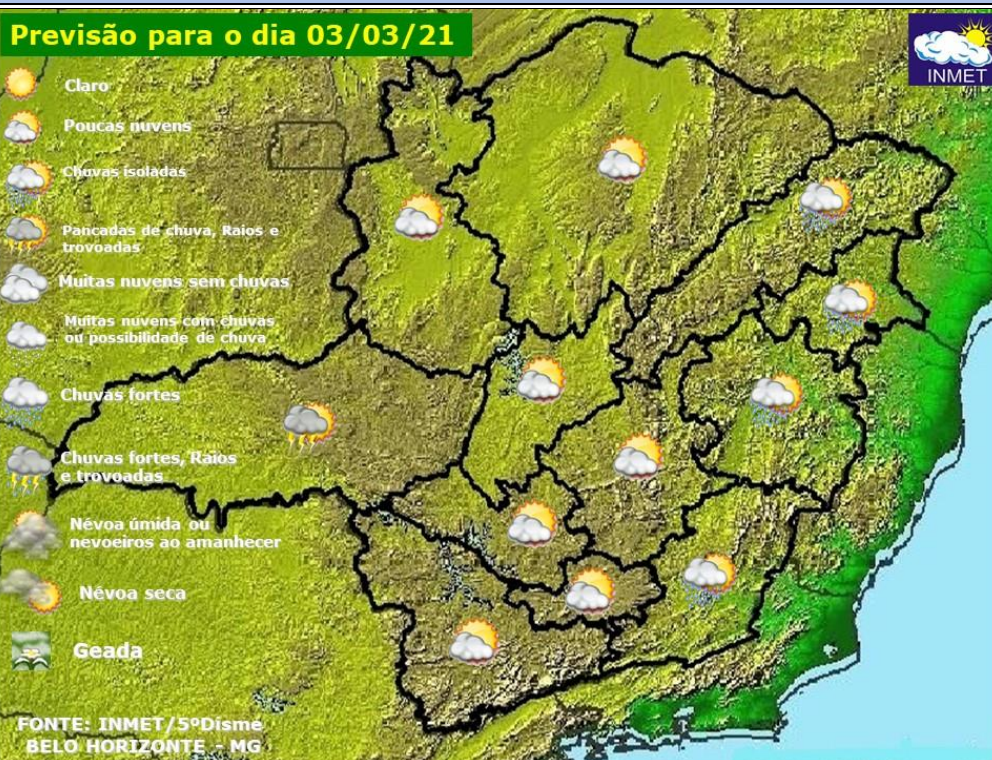 Previsão para o dia 03/03/21
INMET
Claro
Poucas nuvens
Chuvas isoladas
Pancadas de chuva, Raios e
trovoadas
Muitas nuvens sem chuvas
Muitas nuvens com chuvas
ou possibilidade de chuva
Chuvas fortes
Chuvas fortes, Raios
e trovoadas
Névoa úmida ou
nevoeiros ao amanhecer
Névoa seca
Geada
FONTE: INMET/5ºDisme
BELO HORIZONTE - MG